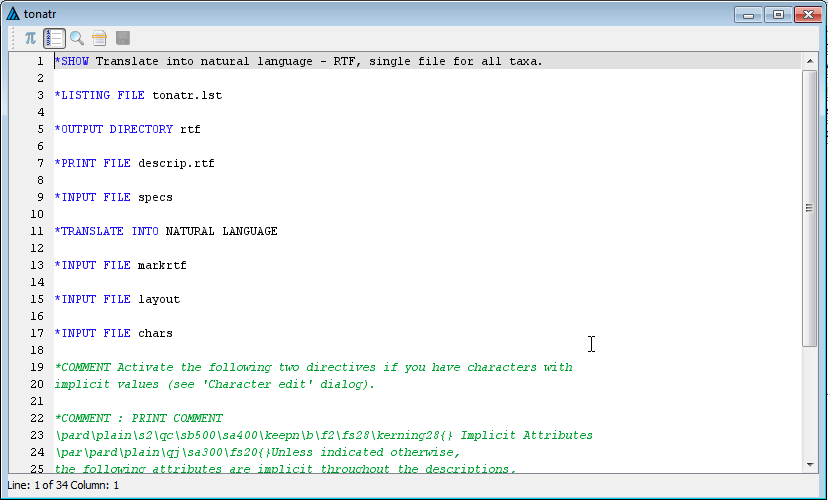 tonatr
π
1 *SHOW Translate into natural language - RTF, single file for all taxa.
2
3 *LISTING FILE tonatr.lst
4
5 *OUTPUT DIRECTORY rtf
6
7 *PRINT FILE descrip.rtf
8
9 *INPUT FILE specs
10
11 *TRANSLATE INTO NATURAL LANGUAGE
12
13 *INPUT FILE markrtf
14
15 *INPUT FILE layout
16
17 *INPUT FILE chars
18
19 *COMMENT Activate the following two directives if you have characters with
20 implicit values (see 'Character edit' dialog).
21
22 *COMMENT : PRINT COMMENT
23 \pard\plain\s2\qc\sb500\sa400\keepn\b\f2\fs28\kerning28{} Implicit Attributes
24 \par\pard\plain\qj\sa300\fs20{}Unless indicated otherwise,
25 the following attributes are implicit throughout the descriptions,
Line: 1 of 34 Column: 1